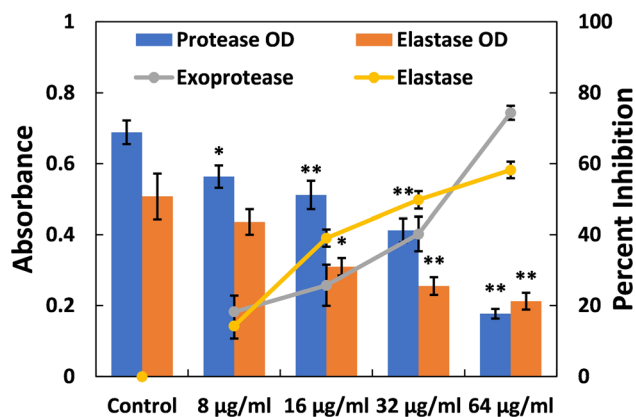 Protease OD
Elastase OD
Exoprotease
Elastase
Absorbance
1
0.8
0.6
0.4
0.2
0
Percent Inhibition
100
80
60
40
20
0
*
**
*
**
**
**
**
Control
8 µg/ml
16 µg/ml
32 µg/ml
64 µg/ml